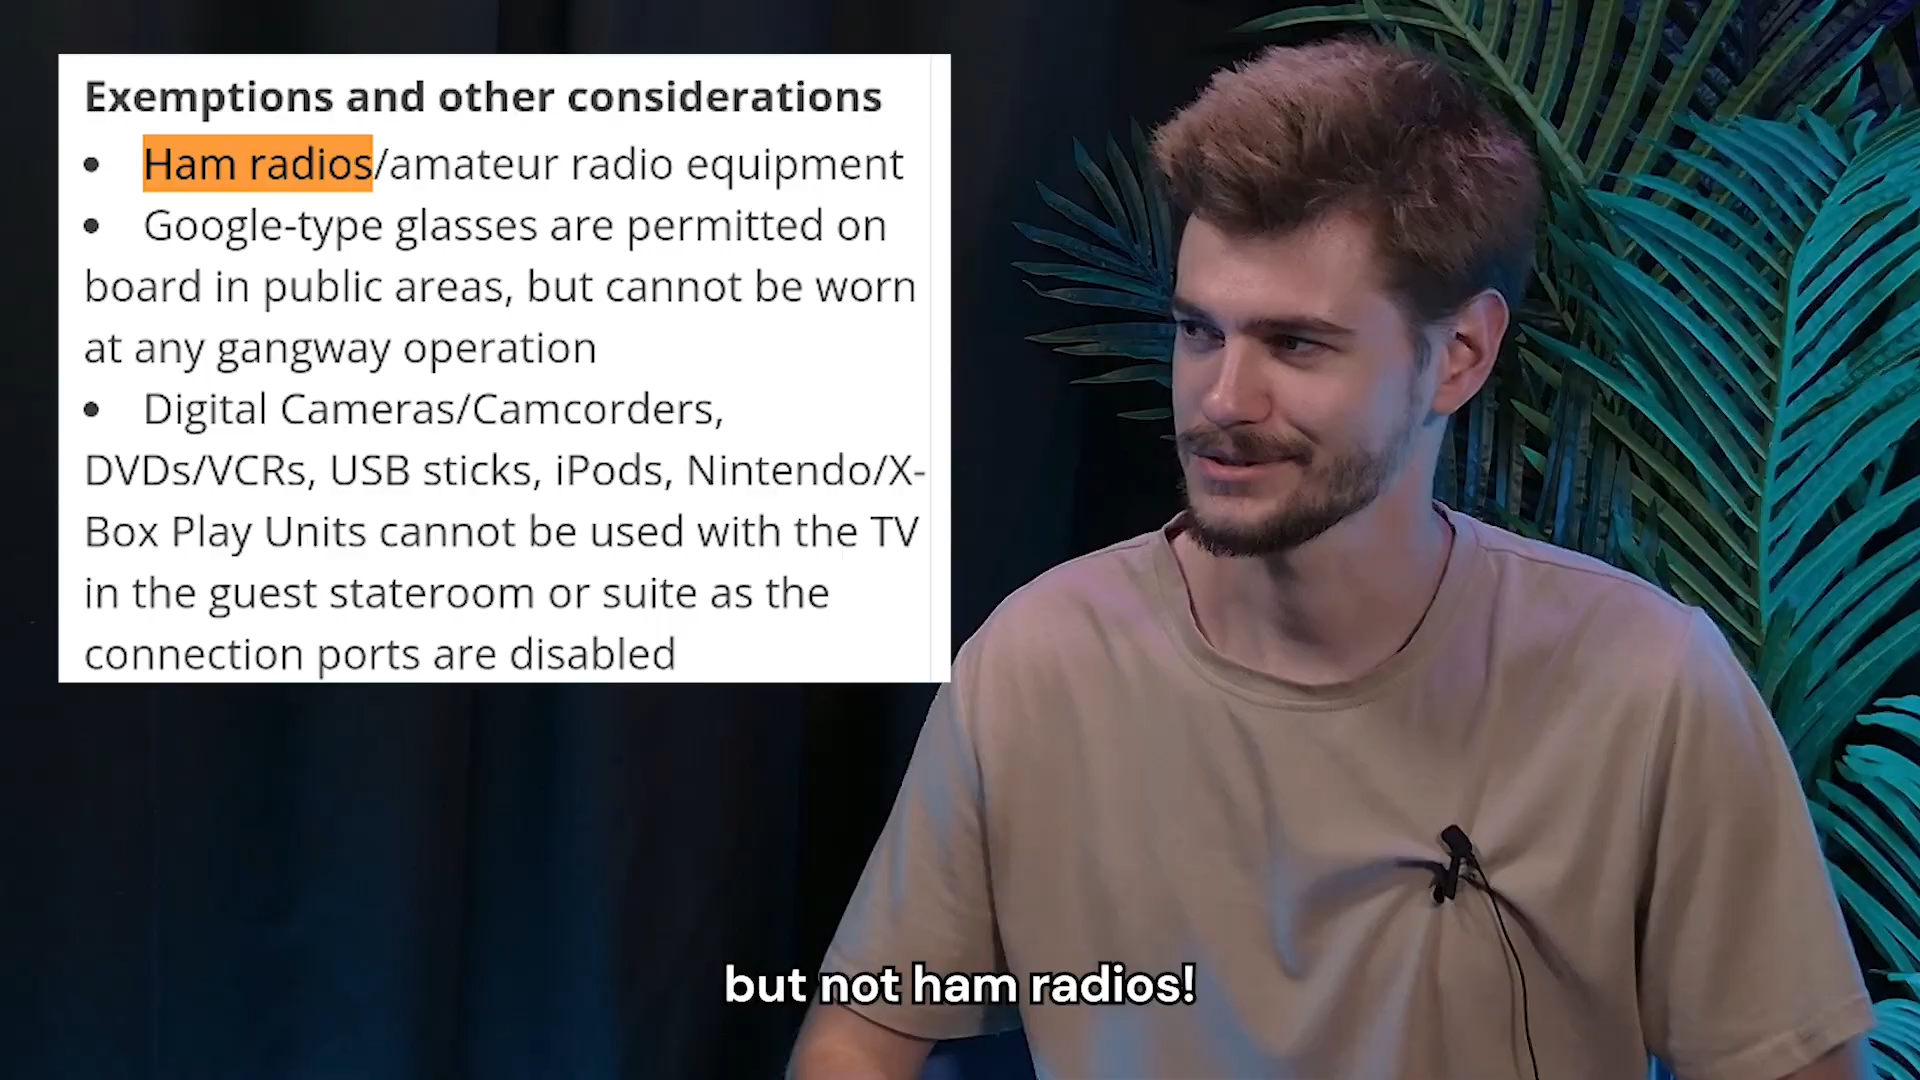 Exemptions and other considerations
• Ham radios/amateur radio equipment
• Google-type glasses are permitted on
board in public areas, but cannot be worn
at any gangway operation
• Digital Cameras/Camcorders,
DVDs/VCRs, USB sticks, iPods, Nintendo/X-
Box Play Units cannot be used with the TV
in the guest stateroom or suite as the
connection ports are disabled
but not ham radios!